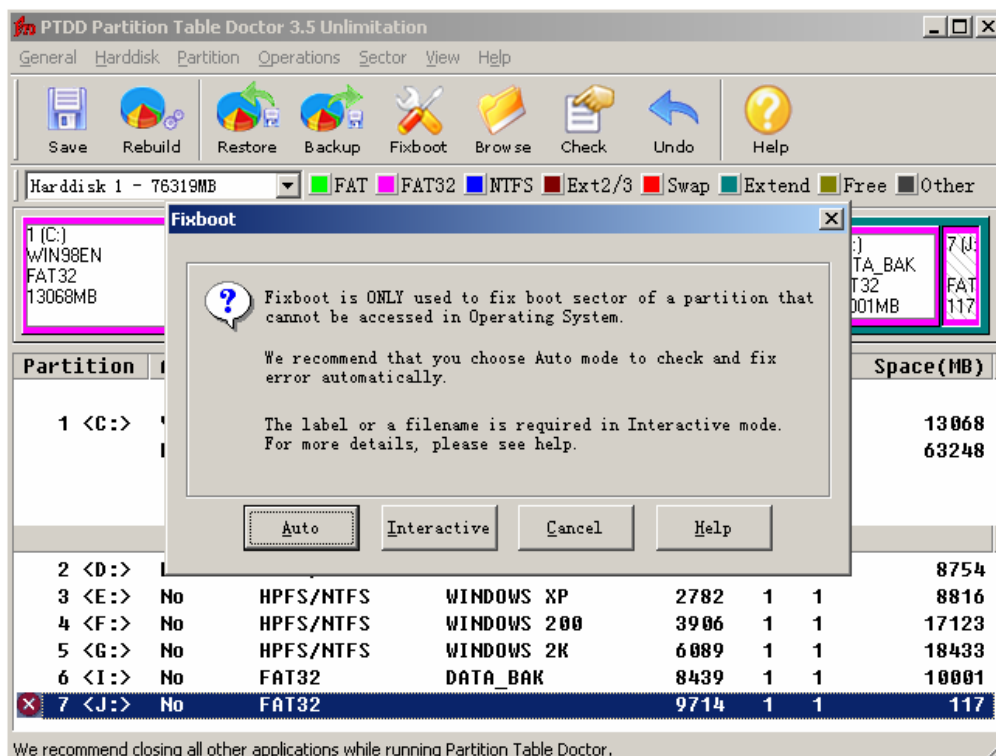 PTDD Partition Table Doctor 3.5 Unlimitation
General Harddisk Partition Operations Sector View Help
Save Rebuild Restore Backup Fixboot Browse Check Undo Help
Harddisk 1 - 76319MB FAT FAT32 NTFS Ext2/3 Swap Extend Free Other
Fixboot
1 (C:)
WIN98EN
FAT32
13068MB
:)
TA_BAK
T32
001MB
7 (J:
FAT
117
Fixboot is ONLY used to fix boot sector of a partition that
cannot be accessed in Operating System.
We recommend that you choose Auto mode to check and fix
error automatically.
The label or a filename is required in Interactive mode.
For more details, please see help.
Auto Interactive Cancel Help
Partition Space(MB)
1 <C:> 13068
63248
2 <D:> 8754
3 <E:> No HPFS/NTFS WINDOWS XP 2782 1 1 8816
4 <F:> No HPFS/NTFS WINDOWS 200 3906 1 1 17123
5 <G:> No HPFS/NTFS WINDOWS 2K 6089 1 1 18433
6 <I:> No FAT32 DATA_BAK 8439 1 1 10001
7 <J:> No FAT32 9714 1 1 117
We recommend closing all other applications while running Partition Table Doctor.